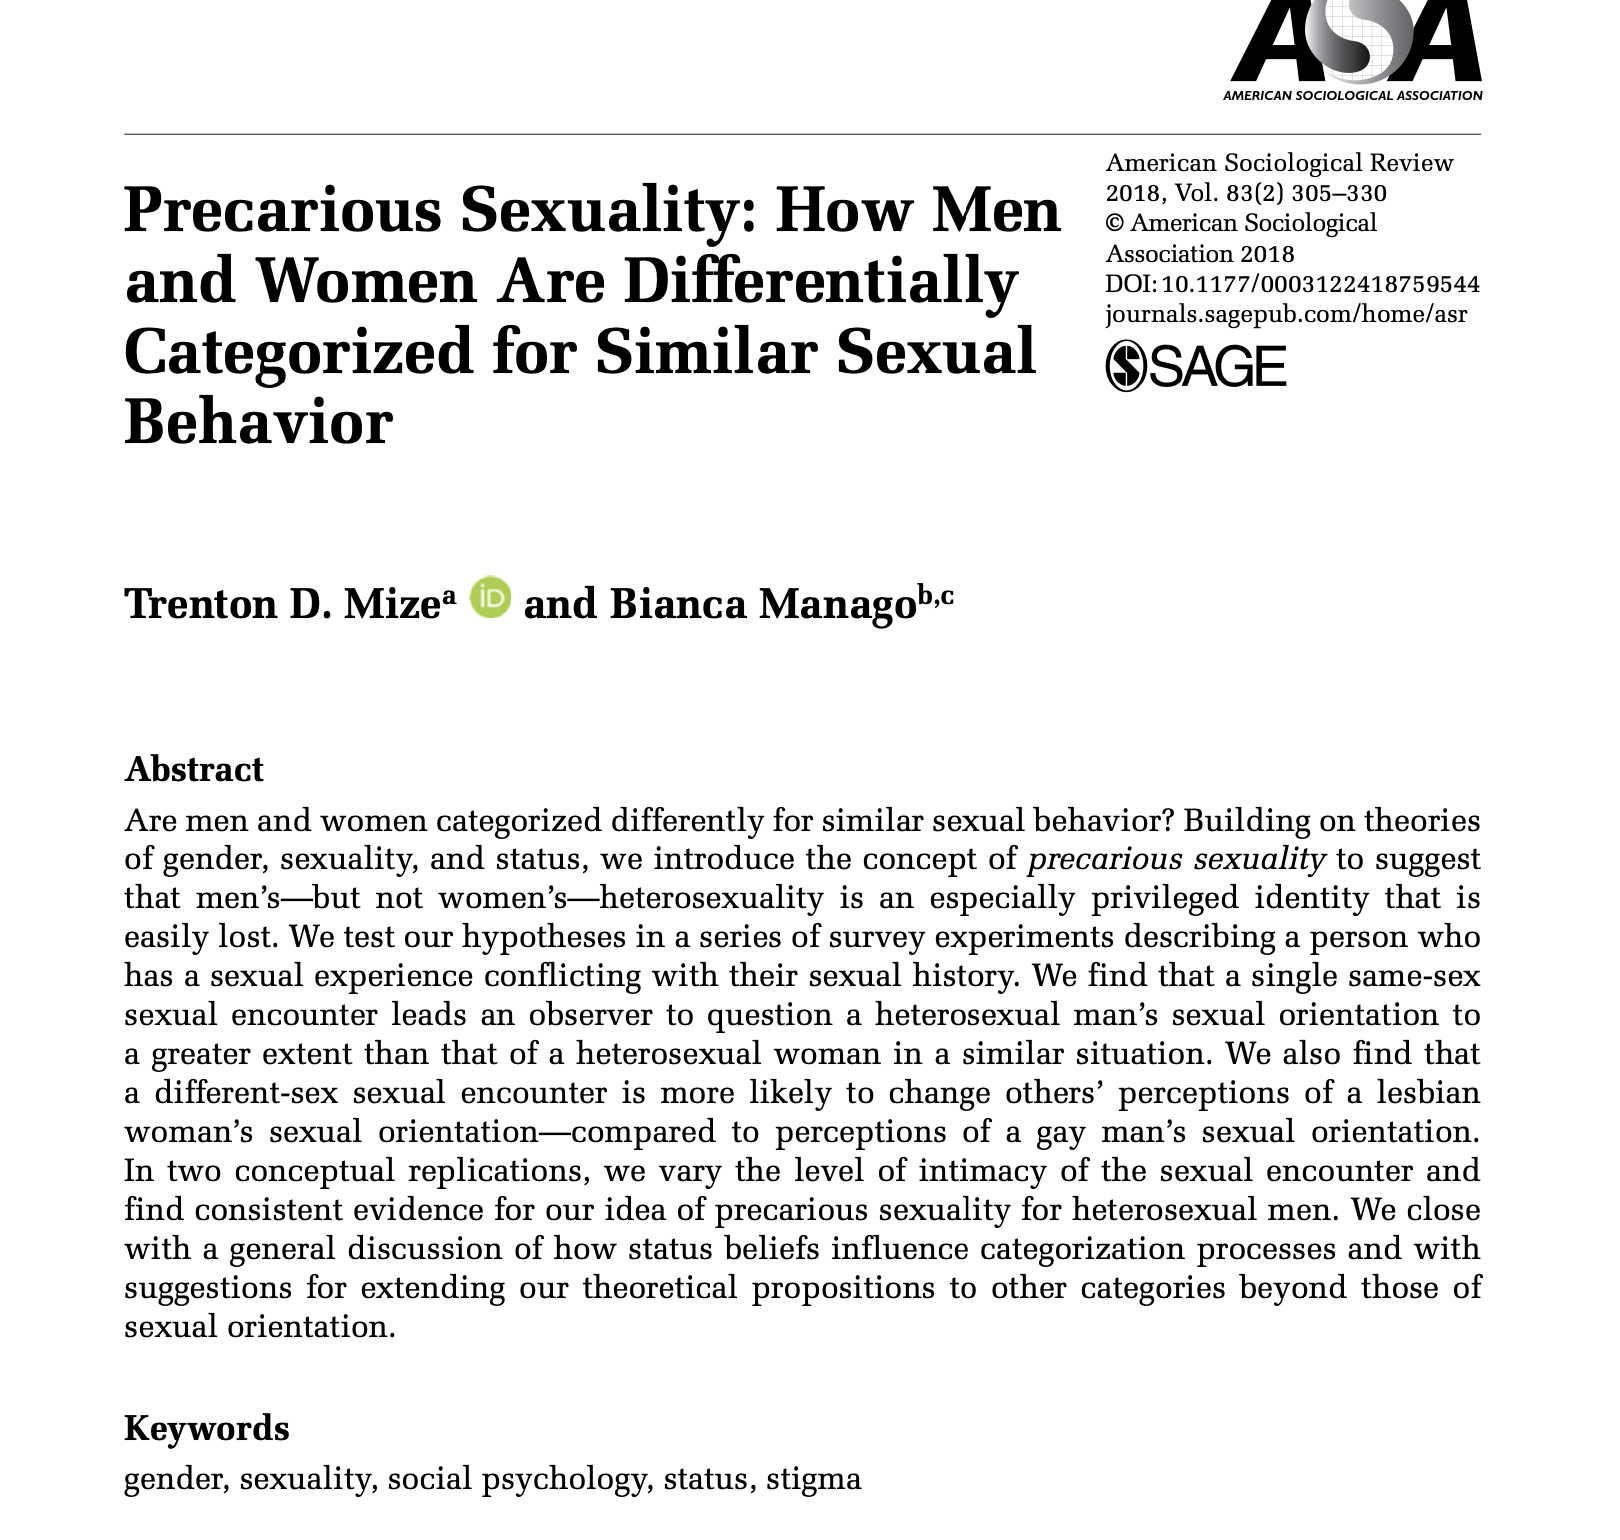 ASA
AMERICAN SOCIOLOGICAL ASSOCIATION
Precarious Sexuality: How Men
and Women Are Differentially
Categorized for Similar Sexual
Behavior
American Sociological Review
2018, Vol. 83(2) 305–330
© American Sociological
Association 2018
DOI: 10.1177/0003122418759544
journals.sagepub.com/home/asr
SAGE
Trenton D. Mizeᵃ iD and Bianca Managoᵇ,ᶜ
Abstract
Are men and women categorized differently for similar sexual behavior? Building on theories
of gender, sexuality, and status, we introduce the concept of precarious sexuality to suggest
that men’s—but not women’s—heterosexuality is an especially privileged identity that is
easily lost. We test our hypotheses in a series of survey experiments describing a person who
has a sexual experience conflicting with their sexual history. We find that a single same-sex
sexual encounter leads an observer to question a heterosexual man’s sexual orientation to
a greater extent than that of a heterosexual woman in a similar situation. We also find that
a different-sex sexual encounter is more likely to change others’ perceptions of a lesbian
woman’s sexual orientation—compared to perceptions of a gay man’s sexual orientation.
In two conceptual replications, we vary the level of intimacy of the sexual encounter and
find consistent evidence for our idea of precarious sexuality for heterosexual men. We close
with a general discussion of how status beliefs influence categorization processes and with
suggestions for extending our theoretical propositions to other categories beyond those of
sexual orientation.
Keywords
gender, sexuality, social psychology, status, stigma